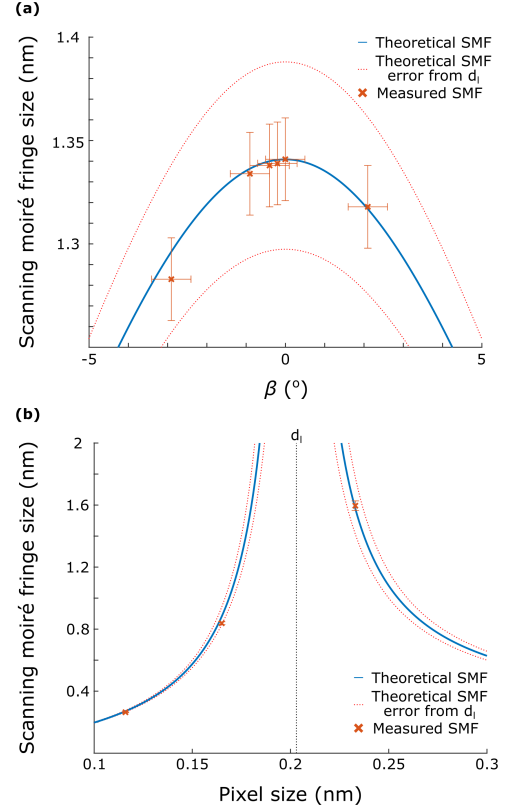 (a)
1.4
1.35
1.3
Scanning moiré fringe size (nm)
Theoretical SMF
Theoretical SMF
error from dₗ
Measured SMF
-5
0
5
β (°)
(b)
dₗ
2
1.6
1.2
0.8
0.4
Scanning moiré fringe size (nm)
Theoretical SMF
Theoretical SMF
error from dₗ
Measured SMF
0.1
0.15
0.2
0.25
0.3
Pixel size (nm)